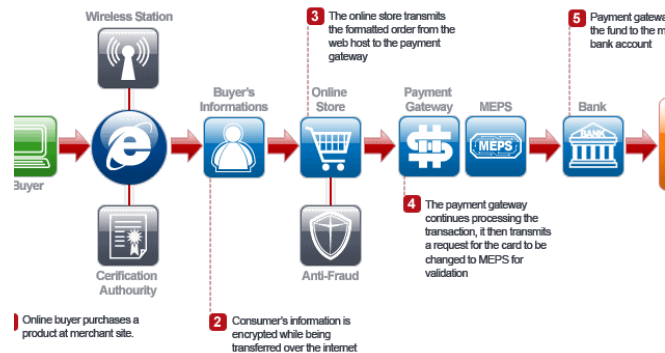 Wireless Station
3 The online store transmits
the formatted order from the
web host to the payment
gateway
5 Payment
the fund to the
bank account
Buyer's
Informations
Online
Store
Payment
Gateway
MEPS
Bank
MEPS
BANK
Buyer
Cerification
Authourity
Anti-Fraud
4 The payment gateway
continues processing the
transaction, it then transmits
a request for the card to be
changed to MEPS for
validation
Online buyer purchases a
product at merchant site.
2 Consumer's information is
encrypted while being
transferred over the internet